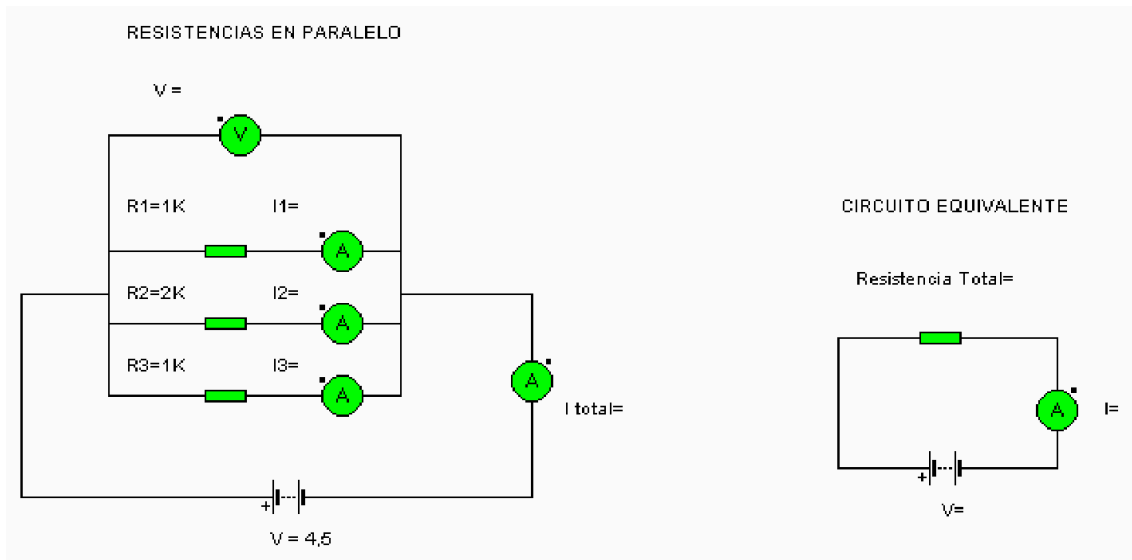 RESISTENCIAS EN PARALELO
V =
V
R1=1K I1=
A
R2=2K I2=
A
R3=1K I3=
A
A
I total=
+
V = 4,5
CIRCUITO EQUIVALENTE
Resistencia Total=
A
I=
+
V=